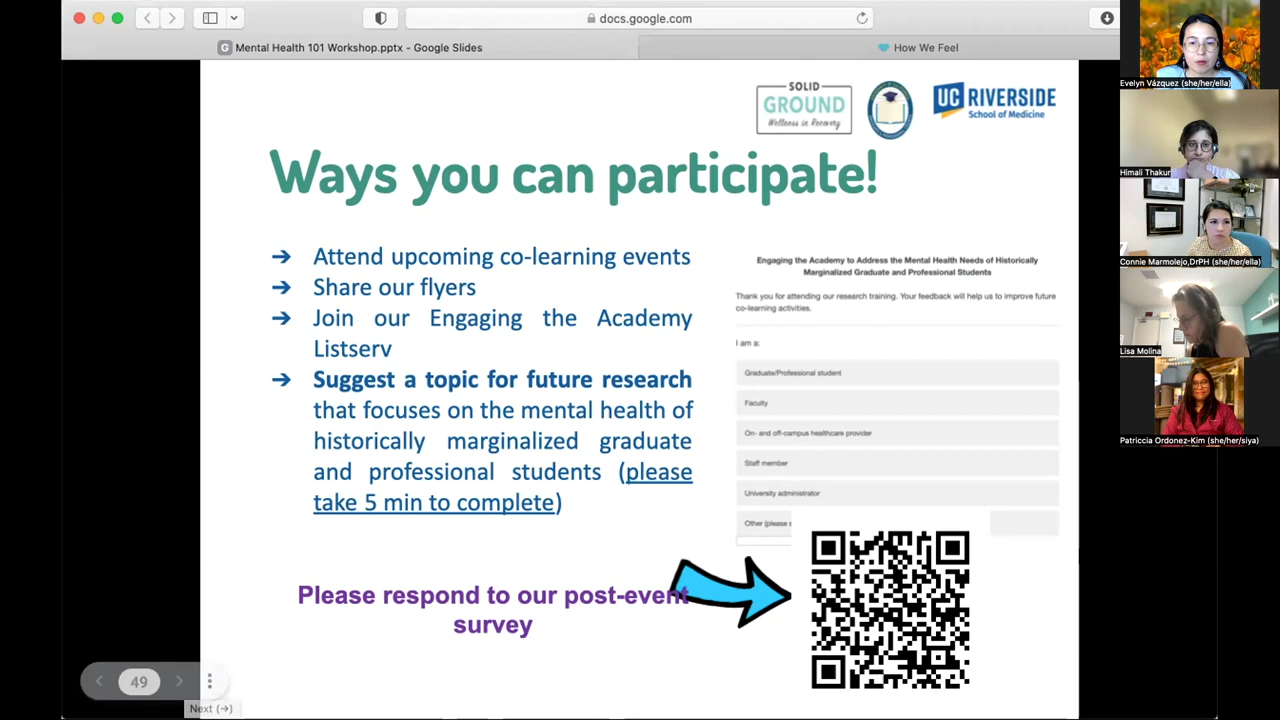 docs.google.com
G Mental Health 101 Workshop.pptx - Google Slides
How We Feel
SOLID
GROUND
Wellness in Recovery
UC RIVERSIDE
School of Medicine
Ways you can participate!
➔ Attend upcoming co-learning events
➔ Share our flyers
➔ Join our Engaging the Academy
Listserv
➔ Suggest a topic for future research
that focuses on the mental health of
historically marginalized graduate
and professional students (please
take 5 min to complete)
Engaging the Academy to Address the Mental Health Needs of Historically
Marginalized Graduate and Professional Students
Thank you for attending our research training. Your feedback will help us to improve future
co-learning activities.
I am a:
Graduate/Professional student
Faculty
On- and off-campus healthcare provider
Staff member
University administrator
Other (please s
Please respond to our post-event
survey
49
Next (→)
Evelyn Vázquez (she/her/ella)
Himali Thakur
Connie Marmolejo,DrPH (she/her/ella)
Lisa Molina
Patriccia Ordonez-Kim (she/her/siya)